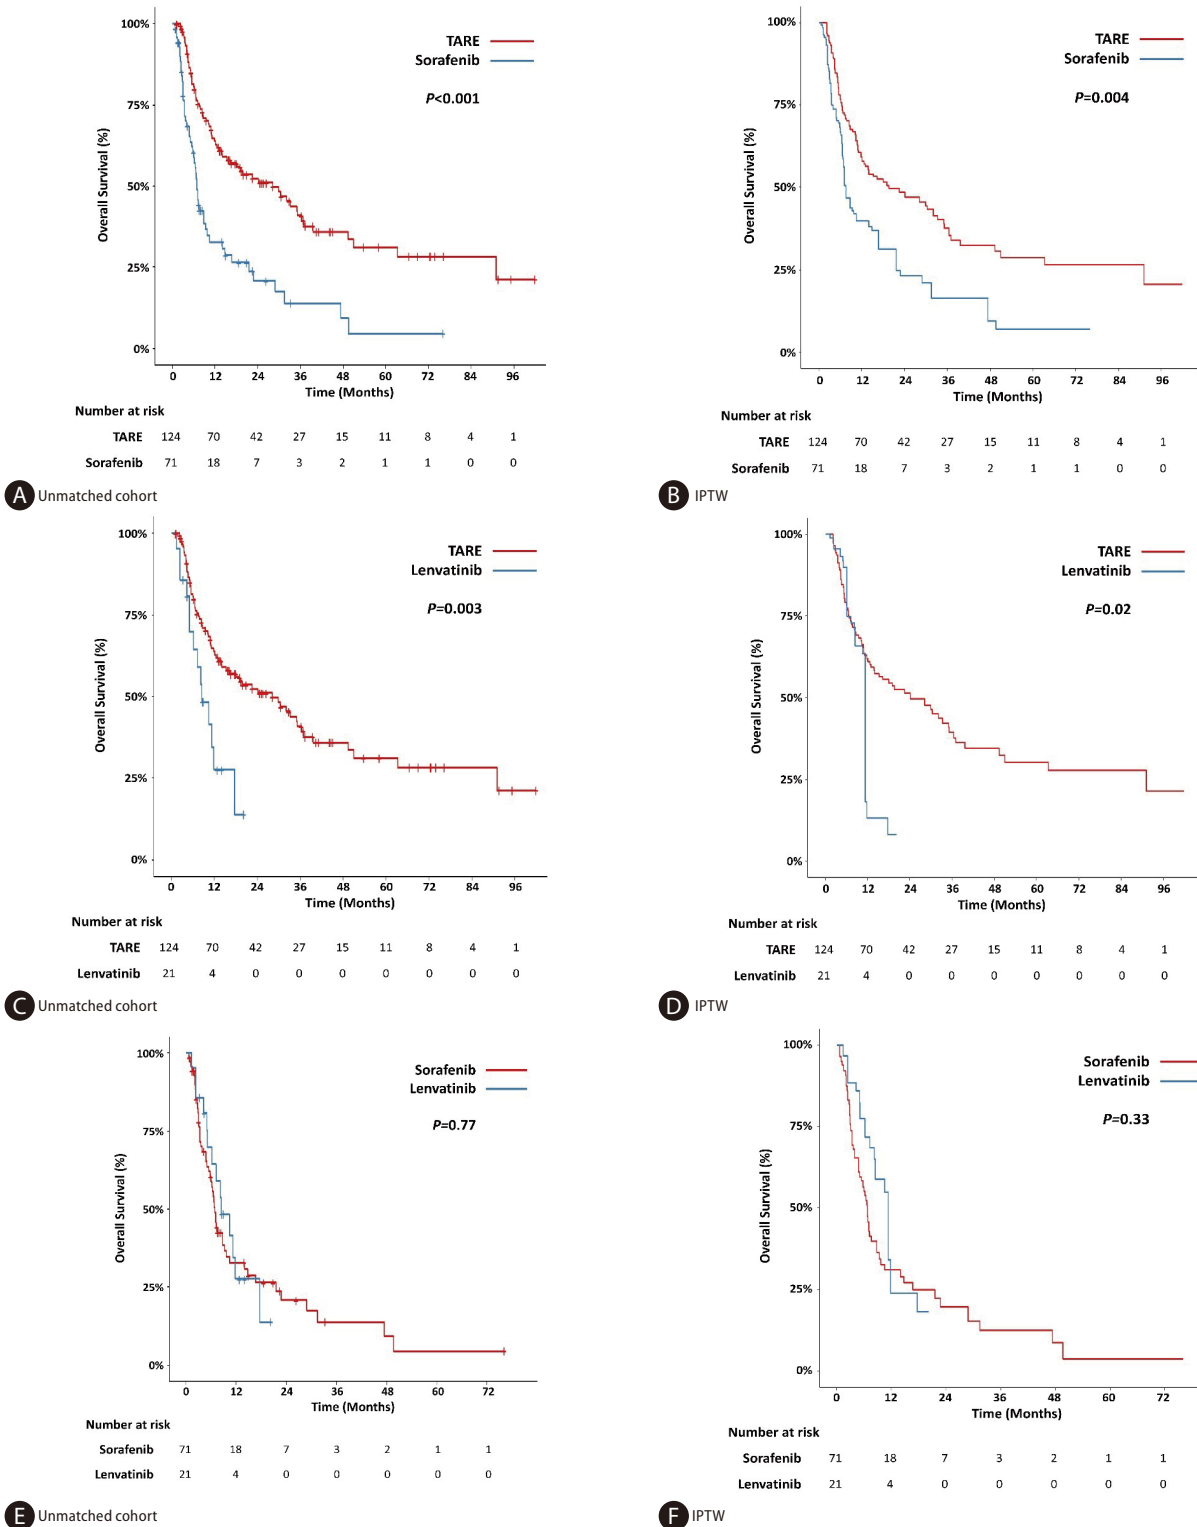 100%
75%
50%
25%
0%
Overall Survival (%)
TARE
Sorafenib
P<0.001
0 12 24 36 48 60 72 84 96
Time (Months)
Number at risk
TARE 124 70 42 27 15 11 8 4 1
Sorafenib 71 18 7 3 2 1 1 0 0
A Unmatched cohort
100%
75%
50%
25%
0%
Overall Survival (%)
TARE
Sorafenib
P=0.004
0 12 24 36 48 60 72 84 96
Time (Months)
Number at risk
TARE 124 70 42 27 15 11 8 4 1
Sorafenib 71 18 7 3 2 1 1 0 0
B IPTW
100%
75%
50%
25%
0%
Overall Survival (%)
TARE
Lenvatinib
P=0.003
0 12 24 36 48 60 72 84 96
Time (Months)
Number at risk
TARE 124 70 42 27 15 11 8 4 1
Lenvatinib 21 4 0 0 0 0 0 0 0
C Unmatched cohort
100%
75%
50%
25%
0%
Overall Survival (%)
TARE
Lenvatinib
P=0.02
0 12 24 36 48 60 72 84 96
Time (Months)
Number at risk
TARE 124 70 42 27 15 11 8 4 1
Lenvatinib 21 4 0 0 0 0 0 0 0
D IPTW
100%
75%
50%
25%
0%
Overall Survival (%)
Sorafenib
Lenvatinib
P=0.77
0 12 24 36 48 60 72
Time (Months)
Number at risk
Sorafenib 71 18 7 3 2 1 1
Lenvatinib 21 4 0 0 0 0 0
E Unmatched cohort
100%
75%
50%
25%
0%
Overall Survival (%)
Sorafenib
Lenvatinib
P=0.33
0 12 24 36 48 60 72
Time (Months)
Number at risk
Sorafenib 71 18 7 3 2 1 1
Lenvatinib 21 4 0 0 0 0 0
F IPTW